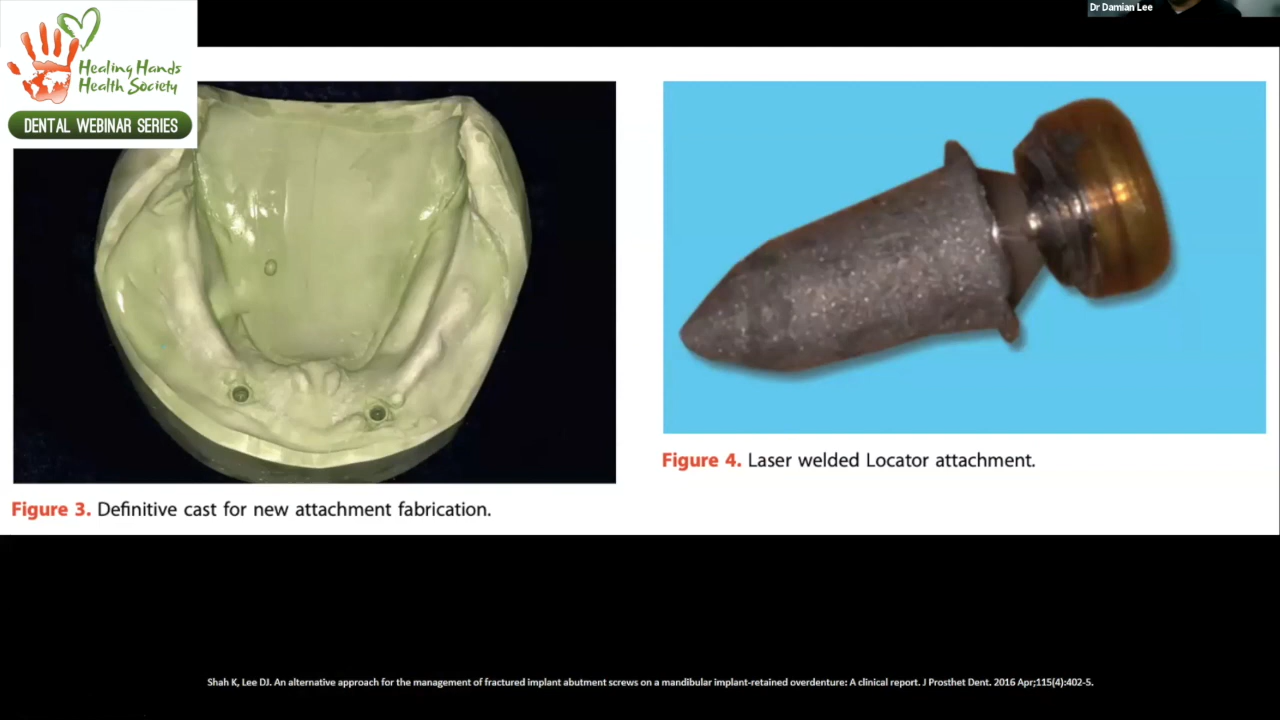 Dr Damian Lee
Healing Hands
Health Society
DENTAL WEBINAR SERIES
Figure 3. Definitive cast for new attachment fabrication.
Figure 4. Laser welded Locator attachment.
Shah K, Lee DJ. An alternative approach for the management of fractured implant abutment screws on a mandibular implant-retained overdenture: A clinical report. J Prosthet Dent. 2016 Apr;115(4):402-5.